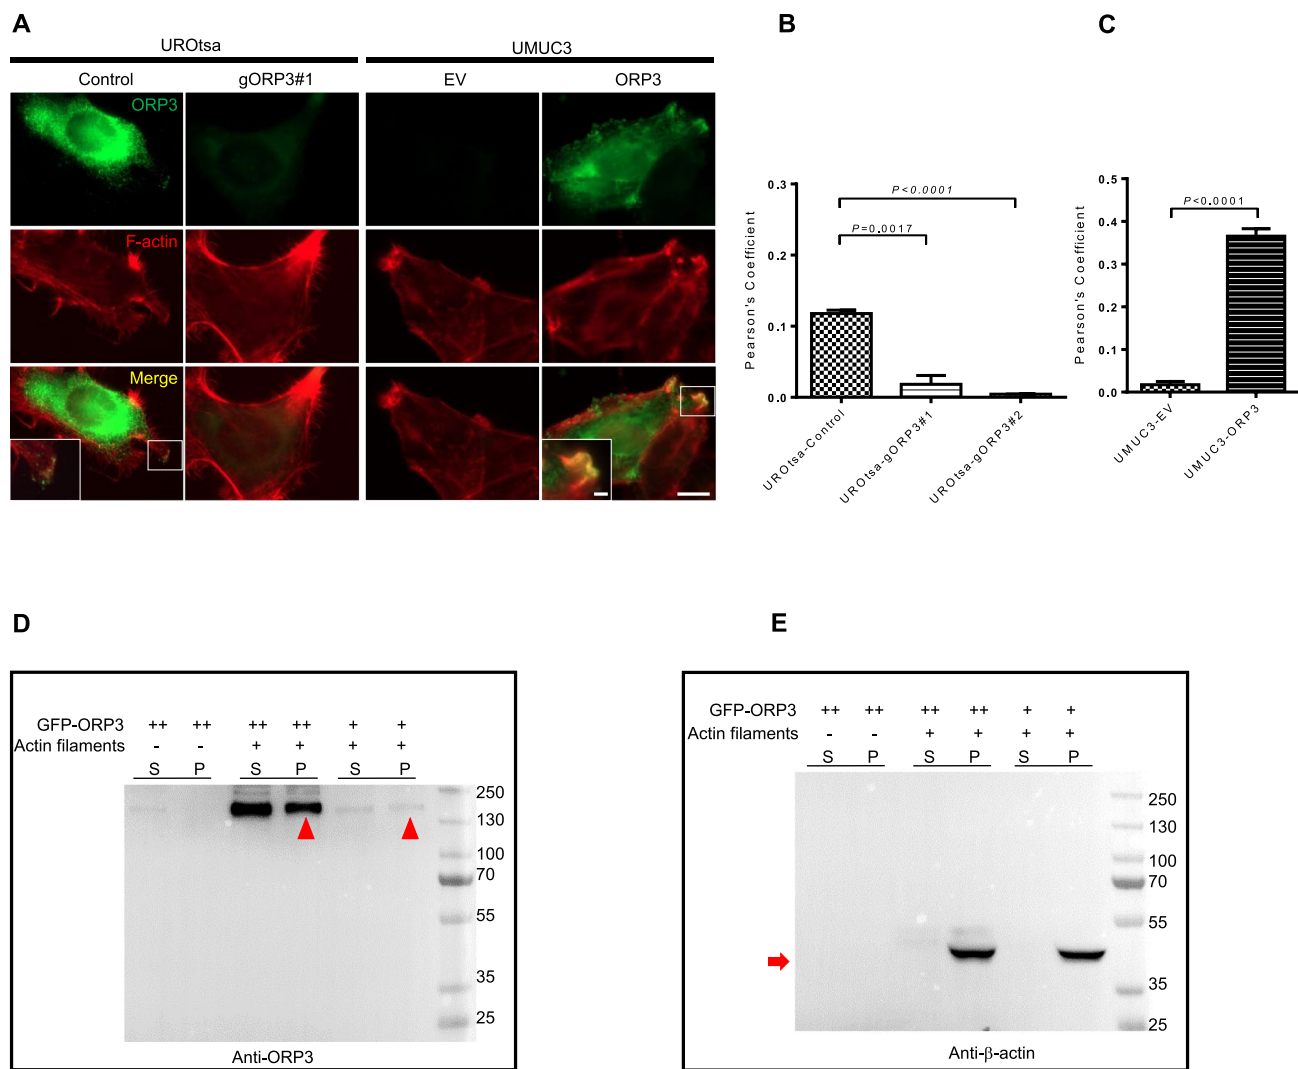 A
UROtsa
UMUC3
Control
gORP3#1
EV
ORP3
ORP3
F-actin
Merge
B
Pearson's Coefficient
0.3
0.2
0.1
0.0
P<0.0001
P=0.0017
UROtsa-Control
UROtsa-gORP3#1
UROtsa-gORP3#2
C
Pearson's Coefficient
0.5
0.4
0.3
0.2
0.1
0.0
P<0.0001
UMUC3-EV
UMUC3-ORP3
D
GFP-ORP3 ++ ++ ++ ++ + +
Actin filaments - - + + + +
S P S P S P
250
130
100
70
55
35
25
Anti-ORP3
E
GFP-ORP3 ++ ++ ++ ++ + +
Actin filaments - - + + + +
S P S P S P
250
130
100
70
55
35
25
Anti-β-actin